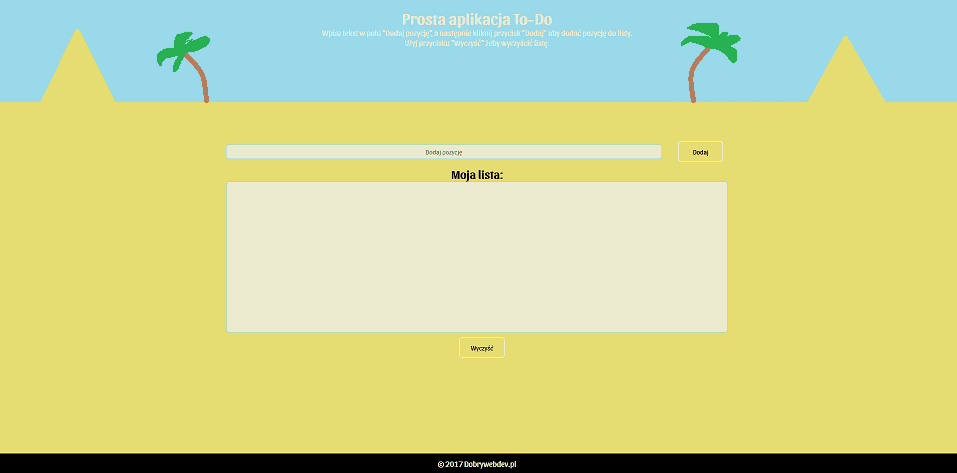 Prosta aplikacja To-Do
Wpisz tekst w polu "Dodaj pozycję", a następnie kliknij przycisk "Dodaj" aby dodać pozycję do listy.
Użyj przycisku "Wyczyść" żeby wyczyścić listę.
Dodaj pozycję
Dodaj
Moja lista:
Wyczyść
© 2017 Dobrywebdev.pl